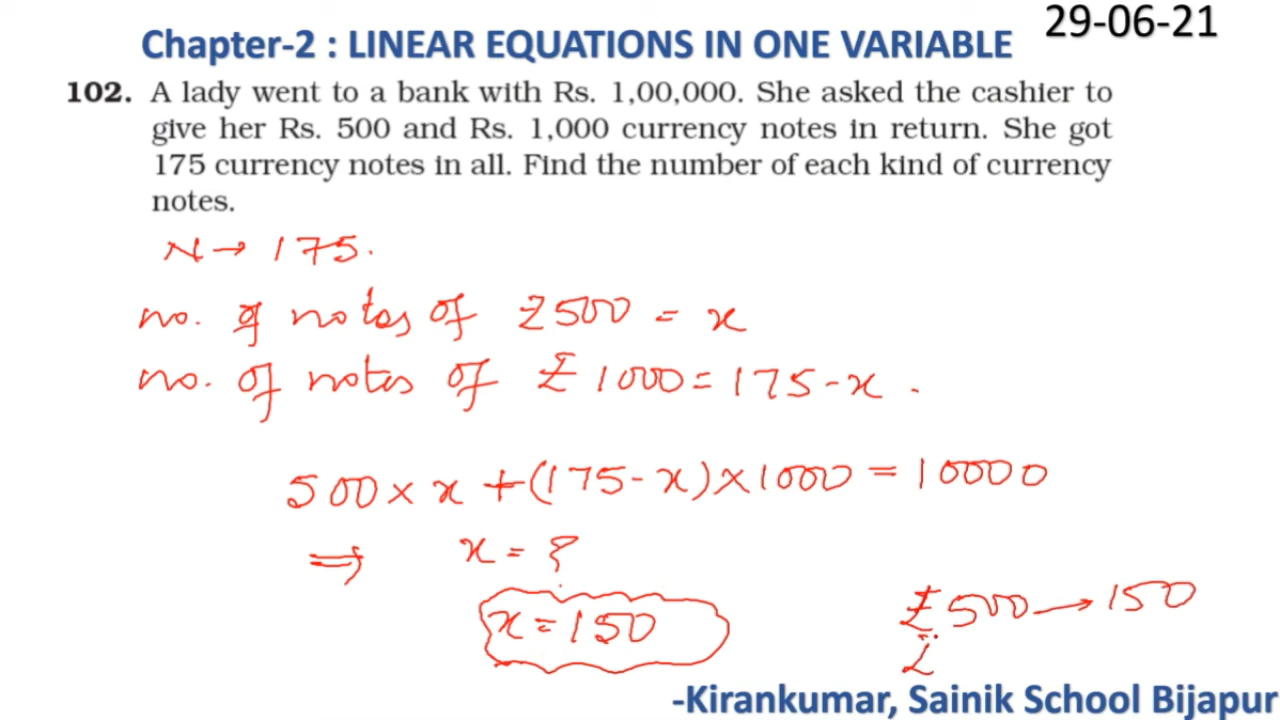 29-06-21
Chapter-2 : LINEAR EQUATIONS IN ONE VARIABLE
102. A lady went to a bank with Rs. 1,00,000. She asked the cashier to
give her Rs. 500 and Rs. 1,000 currency notes in return. She got
175 currency notes in all. Find the number of each kind of currency
notes.
N → 175.
no. of notes of ₹500 = x
no. of notes of ₹1000 = 175 - x .
500 × x + (175 - x) × 1000 = 10000
⇒ x = ?
x = 150
₹500 → 150
₹
-Kirankumar, Sainik School Bijapur